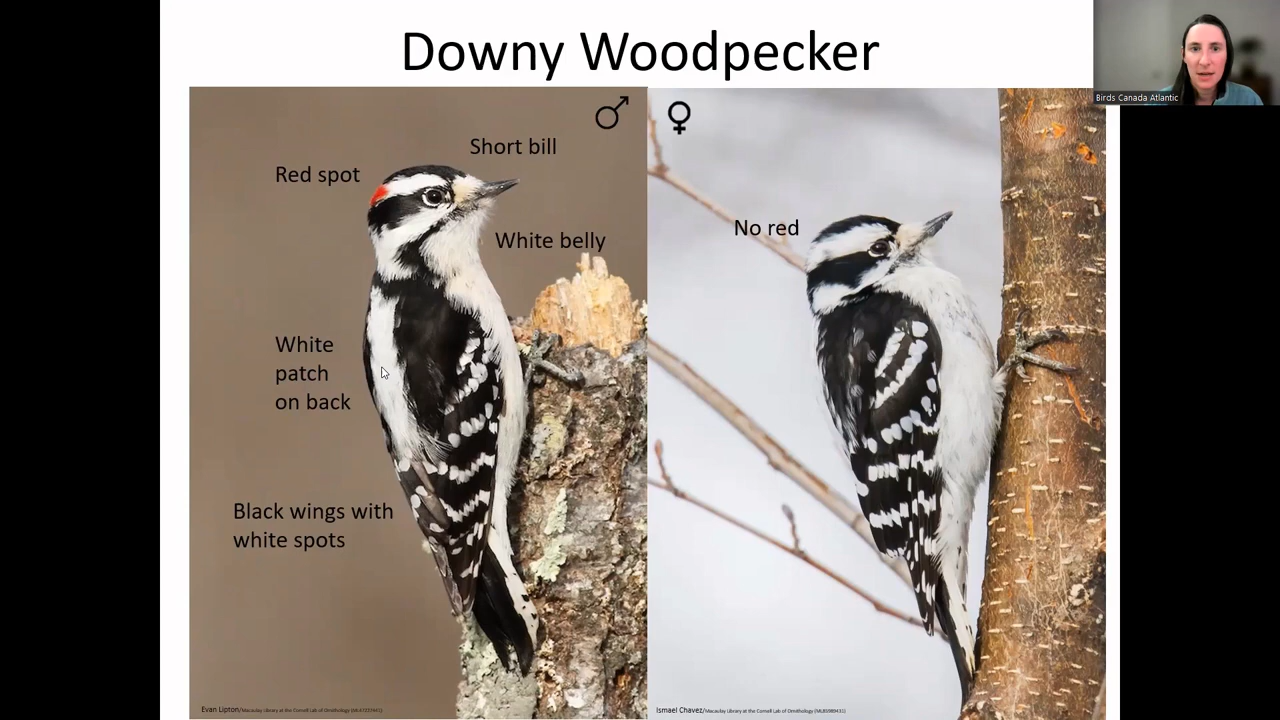 Downy Woodpecker
Birds Canada Atlantic
♂
♀
Short bill
Red spot
No red
White belly
White
patch
on back
Black wings with
white spots
Evan Lipton/Macaulay Library at the Cornell Lab of Ornithology (ML47227441)
Ismael Chavez/Macaulay Library at the Cornell Lab of Ornithology